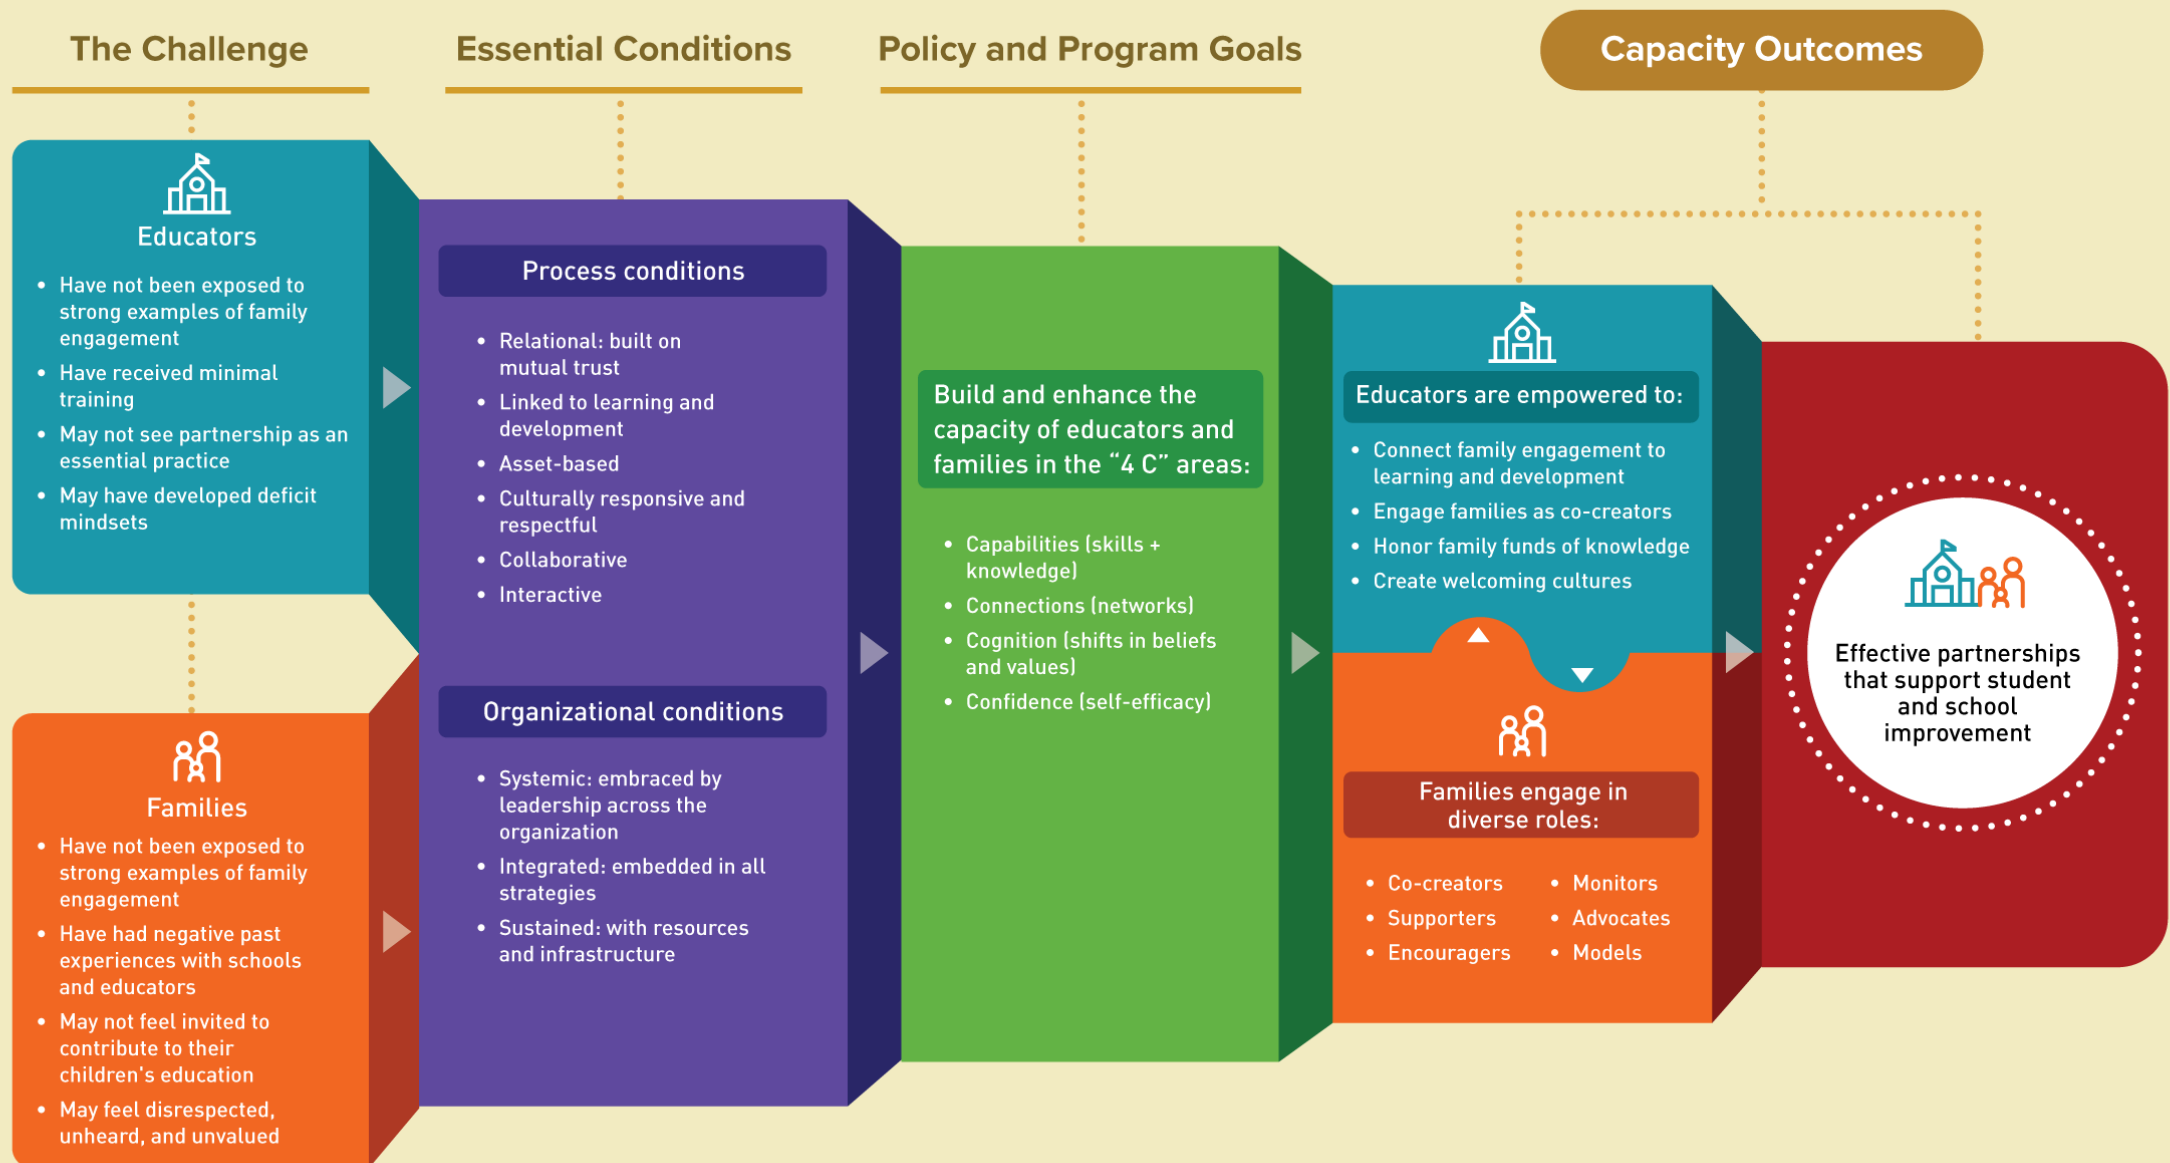 The Challenge
Essential Conditions
Policy and Program Goals
Capacity Outcomes
Educators
• Have not been exposed to
strong examples of family
engagement
• Have received minimal
training
• May not see partnership as an
essential practice
• May have developed deficit
mindsets
Families
• Have not been exposed to
strong examples of family
engagement
• Have had negative past
experiences with schools
and educators
• May not feel invited to
contribute to their
children's education
• May feel disrespected,
unheard, and unvalued
Process conditions
• Relational: built on
mutual trust
• Linked to learning and
development
• Asset-based
• Culturally responsive and
respectful
• Collaborative
• Interactive
Organizational conditions
• Systemic: embraced by
leadership across the
organization
• Integrated: embedded in all
strategies
• Sustained: with resources
and infrastructure
Build and enhance the
capacity of educators and
families in the “4 C” areas:
• Capabilities (skills +
knowledge)
• Connections (networks)
• Cognition (shifts in beliefs
and values)
• Confidence (self-efficacy)
Educators are empowered to:
• Connect family engagement to
learning and development
• Engage families as co-creators
• Honor family funds of knowledge
• Create welcoming cultures
Families engage in
diverse roles:
• Co-creators
• Supporters
• Encouragers
• Monitors
• Advocates
• Models
Effective partnerships
that support student
and school
improvement